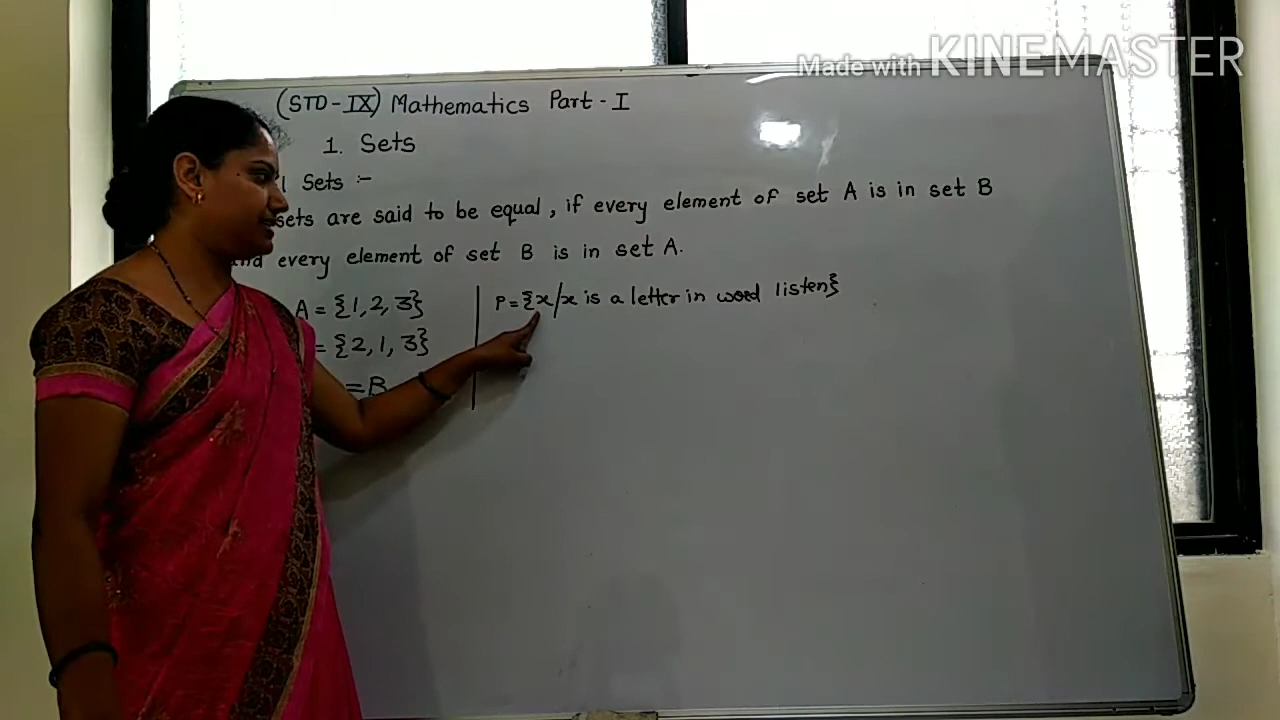 Made with KINEMASTER
(STD-IX) Mathematics Part-I
1. Sets
Sets :-
sets are said to be equal, if every element of set A is in set B
every element of set B is in set A.
A = {1,2,3}
= {2,1,3}
=B
P={x/x is a letter in word listen}